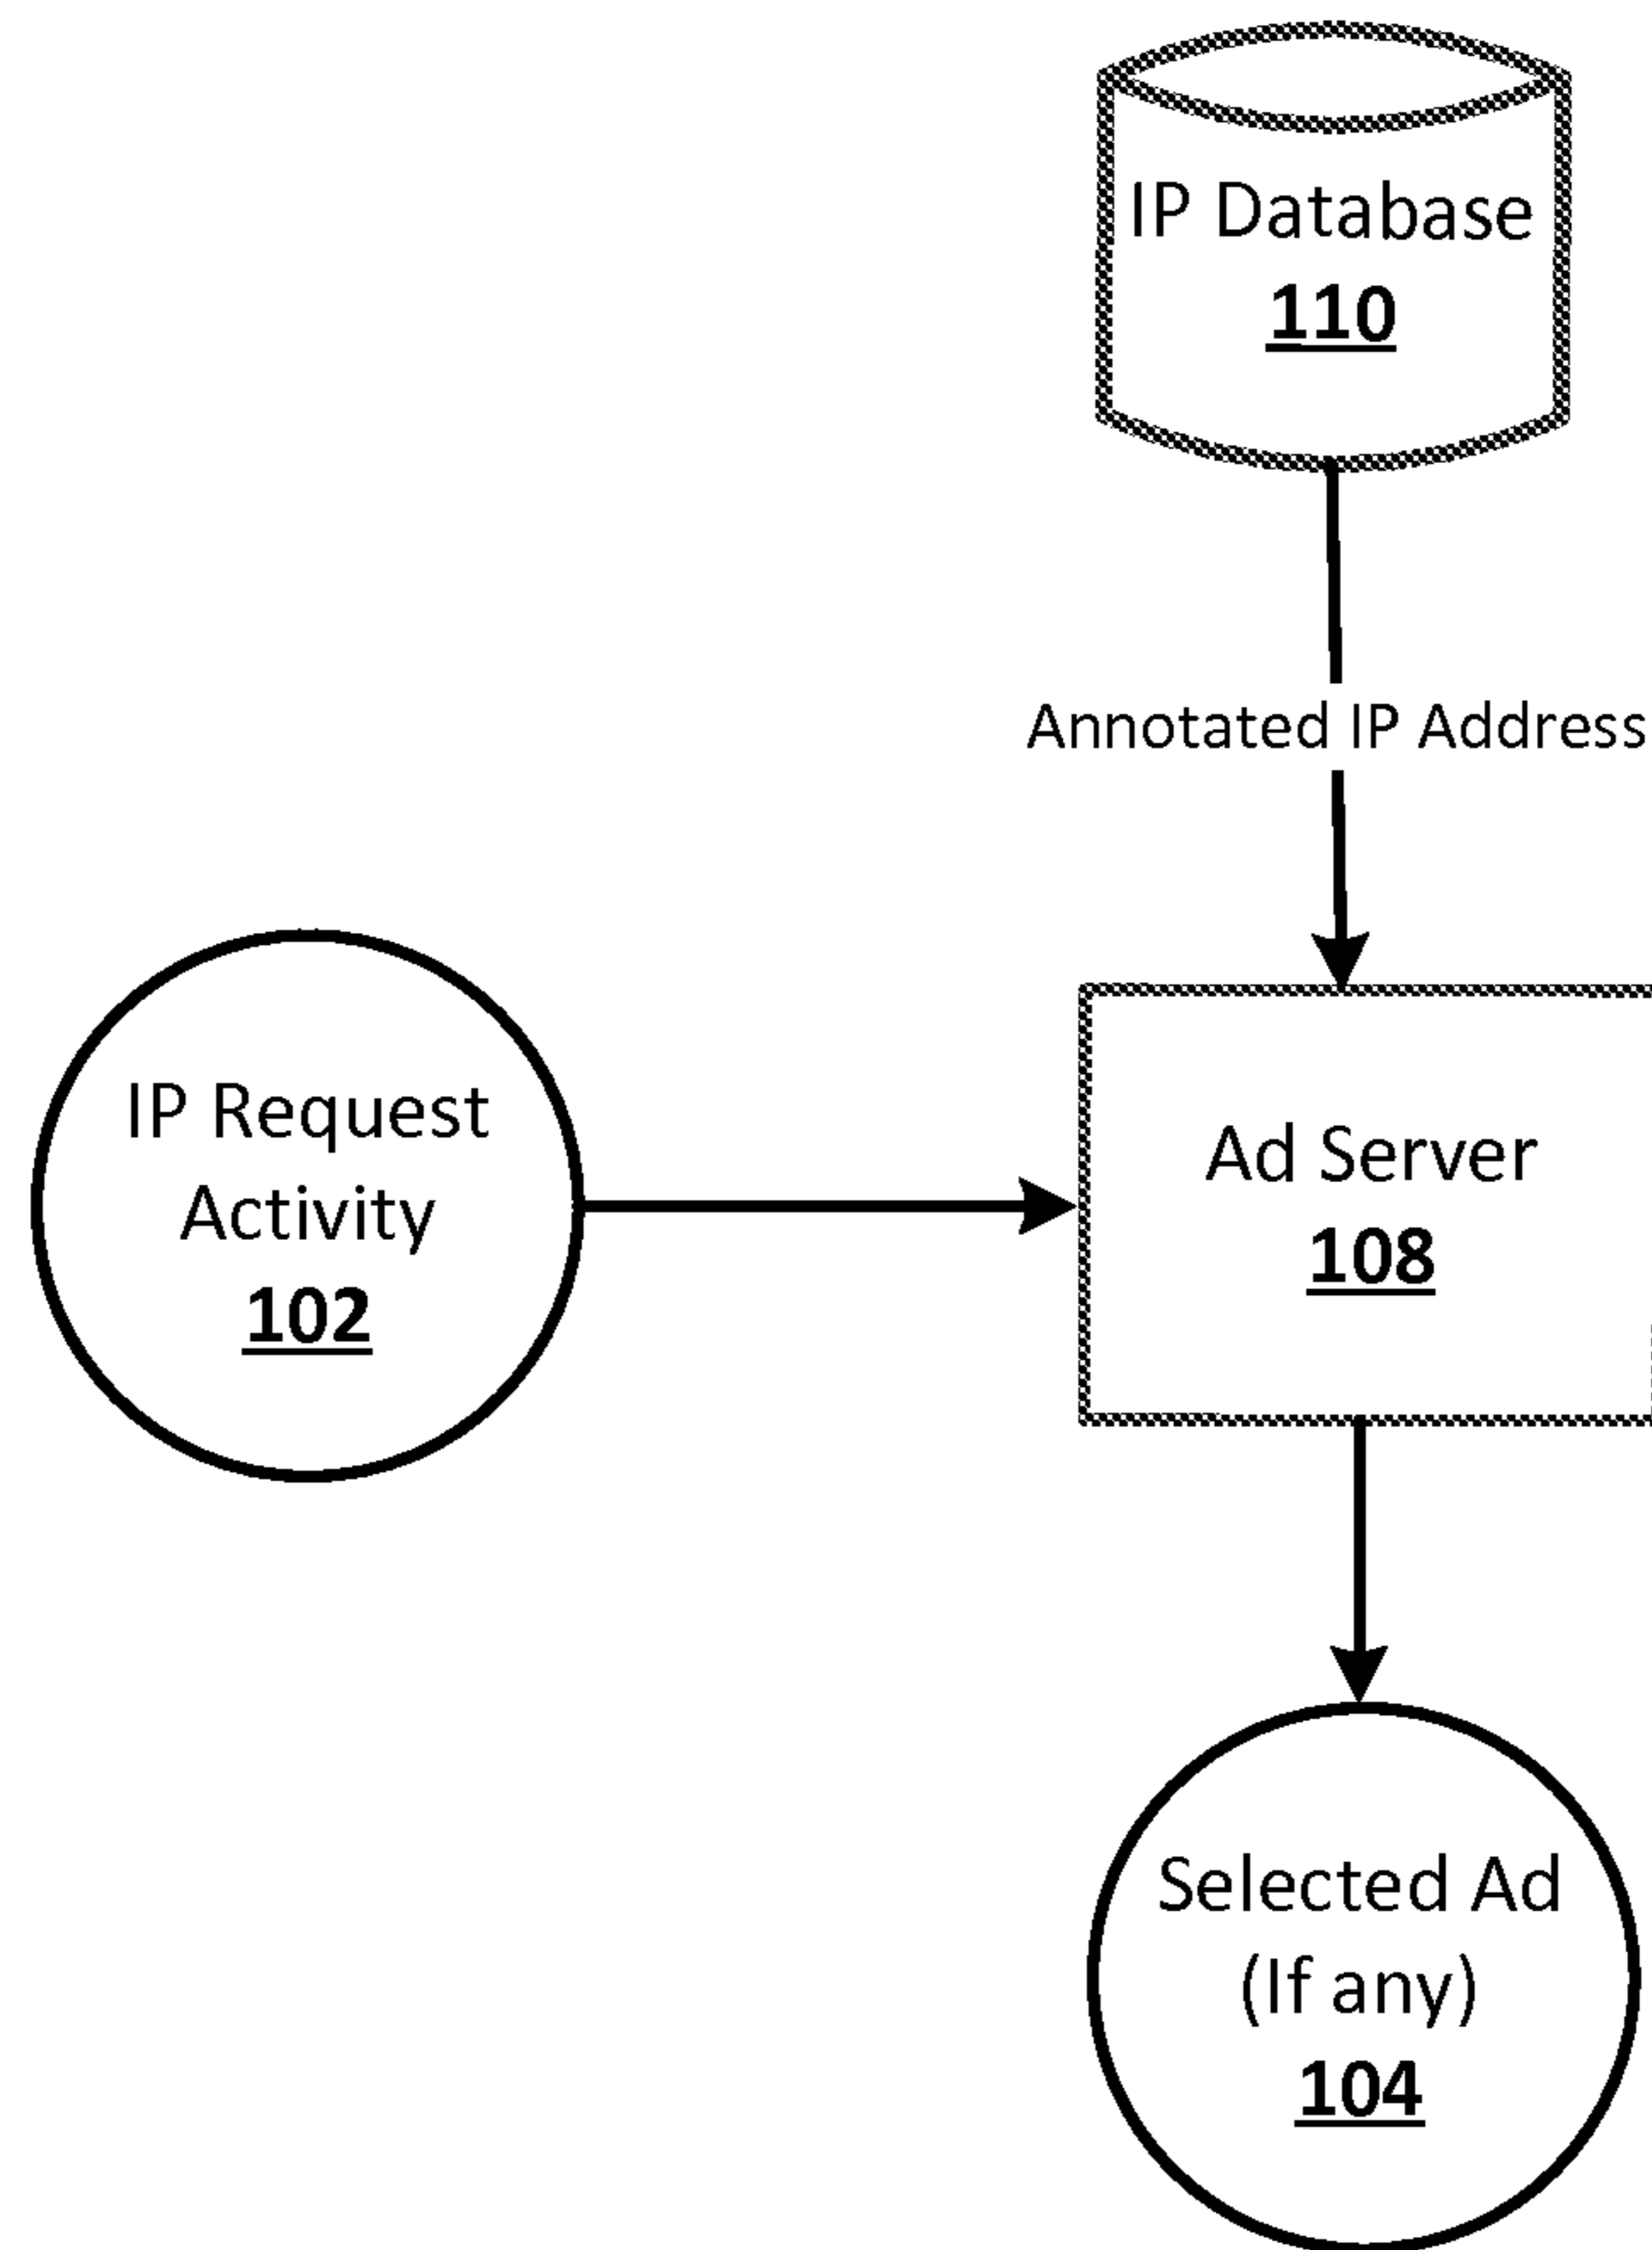 IP Database
110
Annotated IP Address
IP Request
Activity
102
Ad Server
108
Selected Ad
(If any)
104